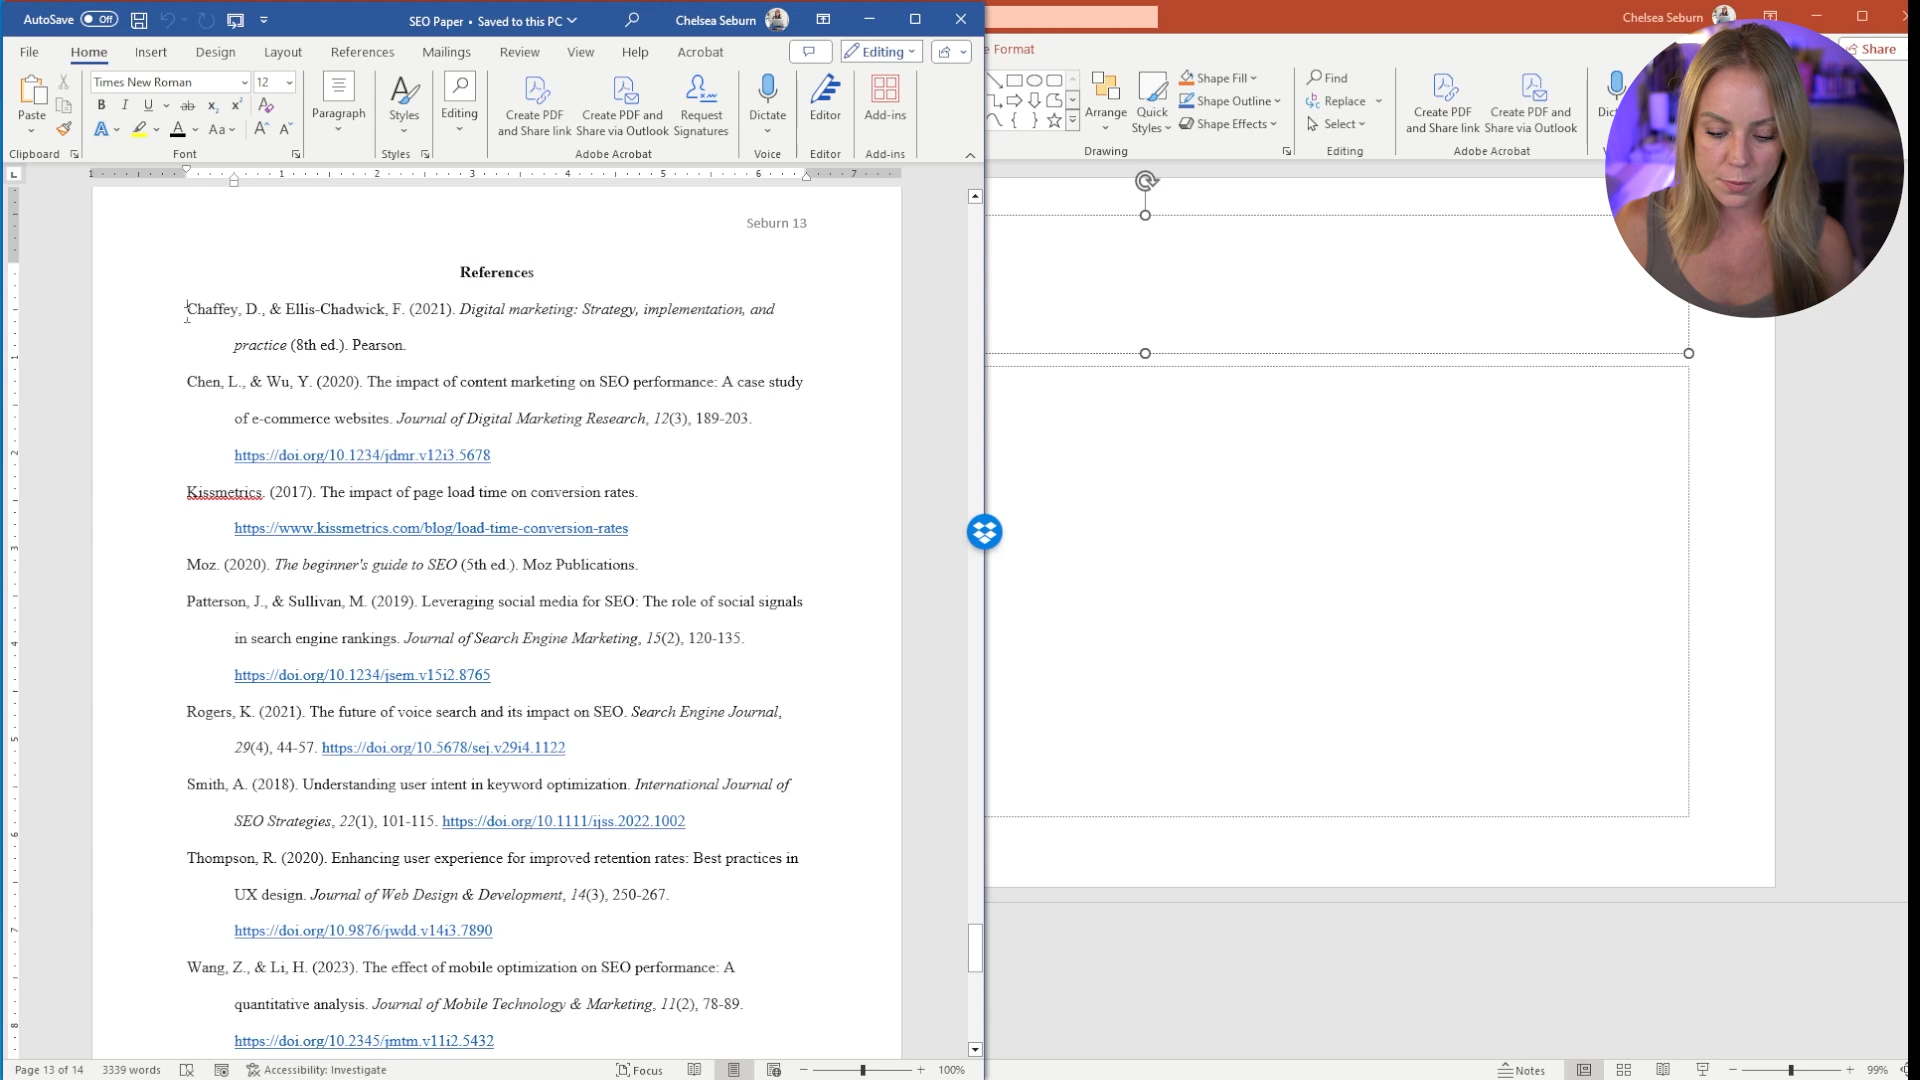 AutoSave Off
SEO Paper • Saved to this PC
Chelsea Seburn
Chelsea Seburn
File Home Insert Design Layout References Mailings Review View Help Acrobat
Editing
Format
Share
Times New Roman 12
Paste
Clipboard
B I U ab x₂ x²
A Aa A A
Font
Paragraph
Styles
Styles
Editing
Create PDF and Share link
Create PDF and Share via Outlook
Request Signatures
Adobe Acrobat
Dictate
Voice
Editor
Editor
Add-ins
Add-ins
Arrange
Quick Styles
Shape Fill
Shape Outline
Shape Effects
Drawing
Find
Replace
Select
Editing
Create PDF and Share link
Create PDF and Share via Outlook
Adobe Acrobat
1 1 2 3 4 5 6 7
Seburn 13
References
Chaffey, D., & Ellis-Chadwick, F. (2021). Digital marketing: Strategy, implementation, and
practice (8th ed.). Pearson.
Chen, L., & Wu, Y. (2020). The impact of content marketing on SEO performance: A case study
of e-commerce websites. Journal of Digital Marketing Research, 12(3), 189-203.
https://doi.org/10.1234/jdmr.v12i3.5678
Kissmetrics. (2017). The impact of page load time on conversion rates.
https://www.kissmetrics.com/blog/load-time-conversion-rates
Moz. (2020). The beginner's guide to SEO (5th ed.). Moz Publications.
Patterson, J., & Sullivan, M. (2019). Leveraging social media for SEO: The role of social signals
in search engine rankings. Journal of Search Engine Marketing, 15(2), 120-135.
https://doi.org/10.1234/jsem.v15i2.8765
Rogers, K. (2021). The future of voice search and its impact on SEO. Search Engine Journal,
29(4), 44-57. https://doi.org/10.5678/sej.v29i4.1122
Smith, A. (2018). Understanding user intent in keyword optimization. International Journal of
SEO Strategies, 22(1), 101-115. https://doi.org/10.1111/ijss.2022.1002
Thompson, R. (2020). Enhancing user experience for improved retention rates: Best practices in
UX design. Journal of Web Design & Development, 14(3), 250-267.
https://doi.org/10.9876/jwdd.v14i3.7890
Wang, Z., & Li, H. (2023). The effect of mobile optimization on SEO performance: A
quantitative analysis. Journal of Mobile Technology & Marketing, 11(2), 78-89.
https://doi.org/10.2345/jmtm.v11i2.5432
Page 13 of 14 3339 words Accessibility: Investigate Focus 100%
Notes 99%